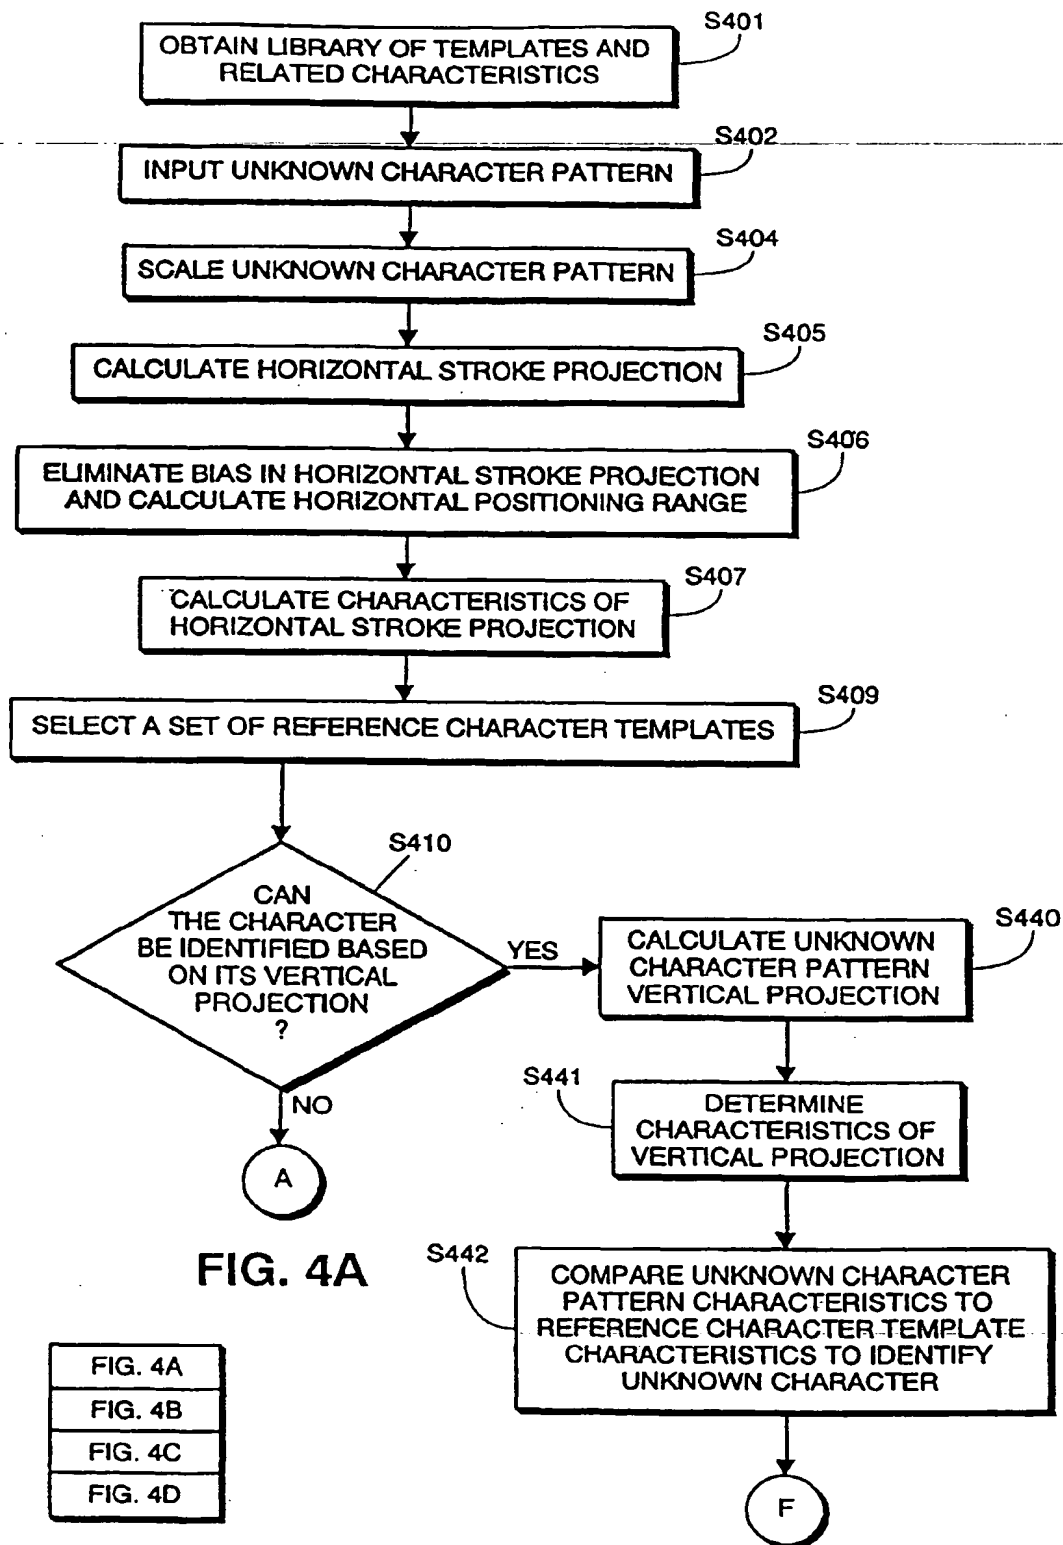 S401
OBTAIN LIBRARY OF TEMPLATES AND
RELATED CHARACTERISTICS
S402
INPUT UNKNOWN CHARACTER PATTERN
S404
SCALE UNKNOWN CHARACTER PATTERN
S405
CALCULATE HORIZONTAL STROKE PROJECTION
S406
ELIMINATE BIAS IN HORIZONTAL STROKE PROJECTION
AND CALCULATE HORIZONTAL POSITIONING RANGE
S407
CALCULATE CHARACTERISTICS OF
HORIZONTAL STROKE PROJECTION
S409
SELECT A SET OF REFERENCE CHARACTER TEMPLATES
S410
CAN
THE CHARACTER
BE IDENTIFIED BASED
ON ITS VERTICAL
PROJECTION
?
YES
NO
A
S440
CALCULATE UNKNOWN
CHARACTER PATTERN
VERTICAL PROJECTION
S441
DETERMINE
CHARACTERISTICS OF
VERTICAL PROJECTION
S442
COMPARE UNKNOWN CHARACTER
PATTERN CHARACTERISTICS TO
REFERENCE CHARACTER TEMPLATE
CHARACTERISTICS TO IDENTIFY
UNKNOWN CHARACTER
F
FIG. 4A
FIG. 4A
FIG. 4B
FIG. 4C
FIG. 4D